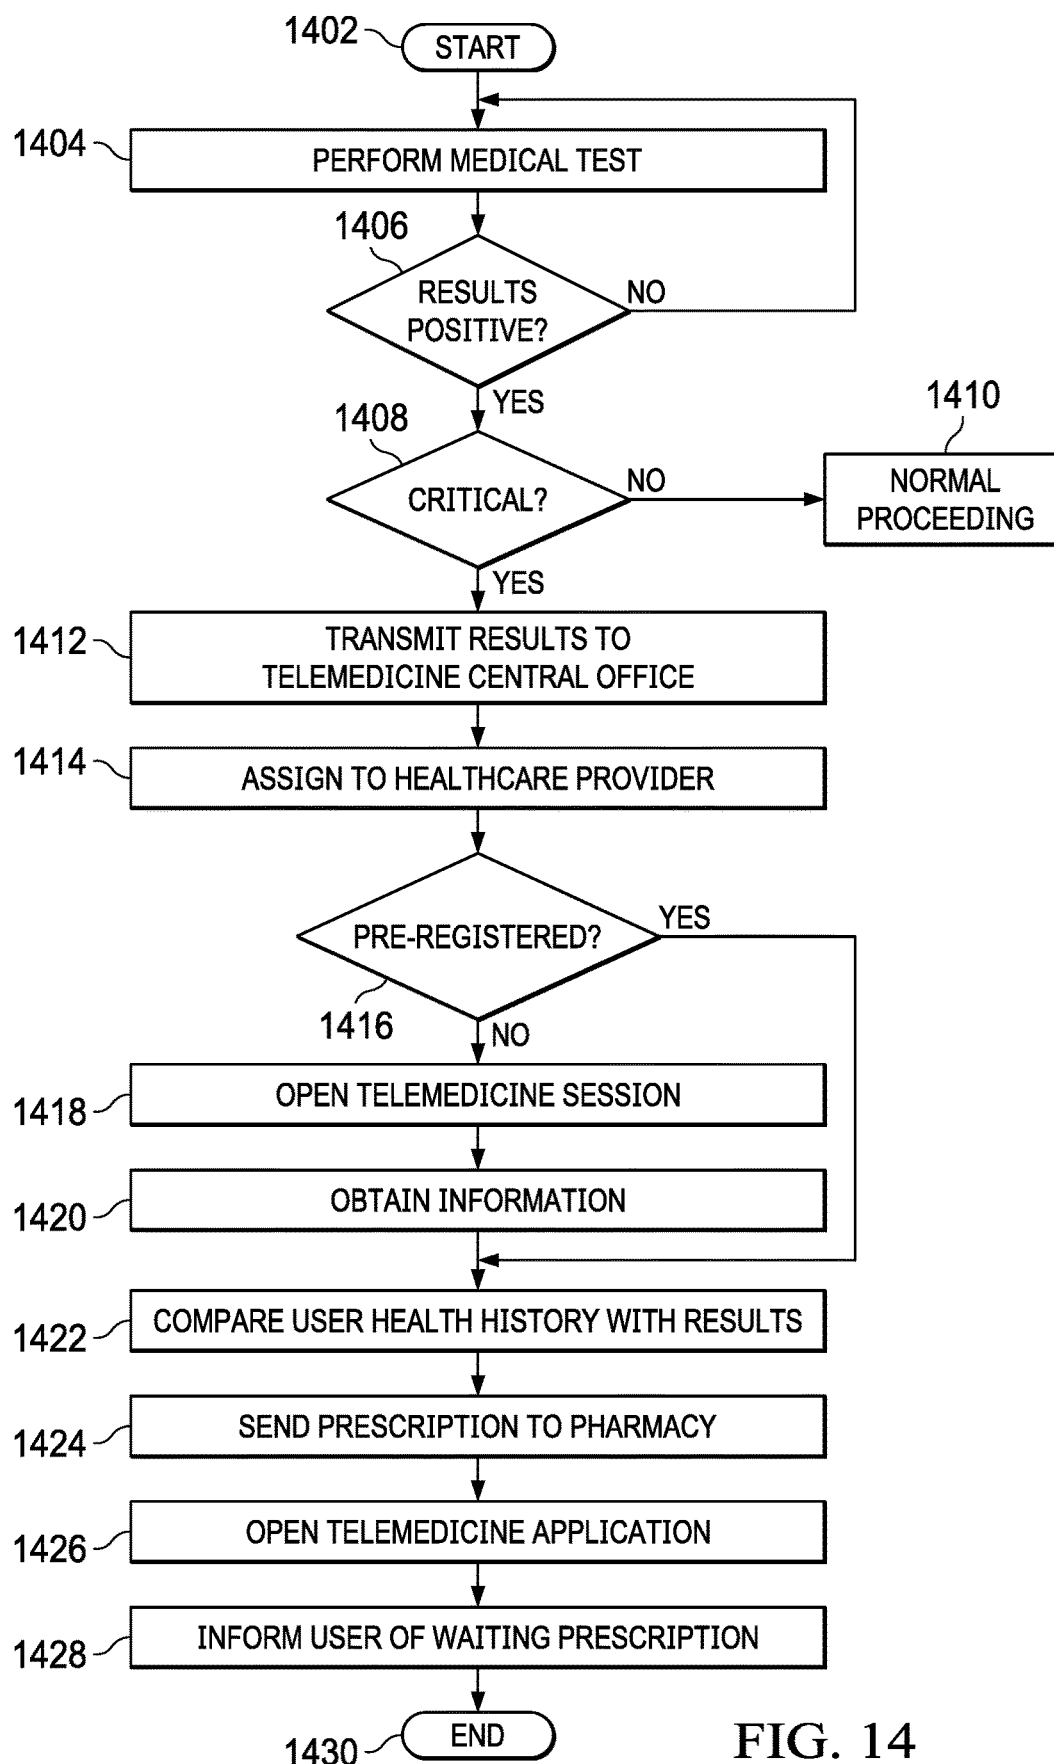 1402
START
1404
PERFORM MEDICAL TEST
1406
RESULTS
POSITIVE?
NO
YES
1408
CRITICAL?
NO
1410
NORMAL
PROCEEDING
YES
1412
TRANSMIT RESULTS TO
TELEMEDICINE CENTRAL OFFICE
1414
ASSIGN TO HEALTHCARE PROVIDER
PRE-REGISTERED?
YES
1416
NO
1418
OPEN TELEMEDICINE SESSION
1420
OBTAIN INFORMATION
1422
COMPARE USER HEALTH HISTORY WITH RESULTS
1424
SEND PRESCRIPTION TO PHARMACY
1426
OPEN TELEMEDICINE APPLICATION
1428
INFORM USER OF WAITING PRESCRIPTION
1430
END
FIG. 14